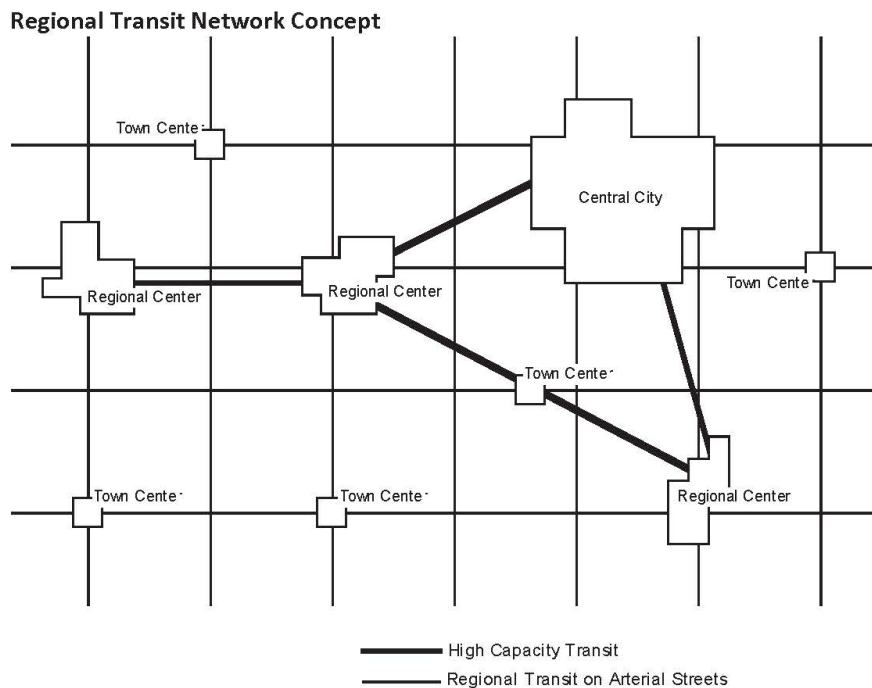 Regional Transit Network Concept
Town Cente
Central City
Town Cente
Regional Center
Regional Center
Town Center
Town Cente
Town Cente
Regional Center
High Capacity Transit
Regional Transit on Arterial Streets